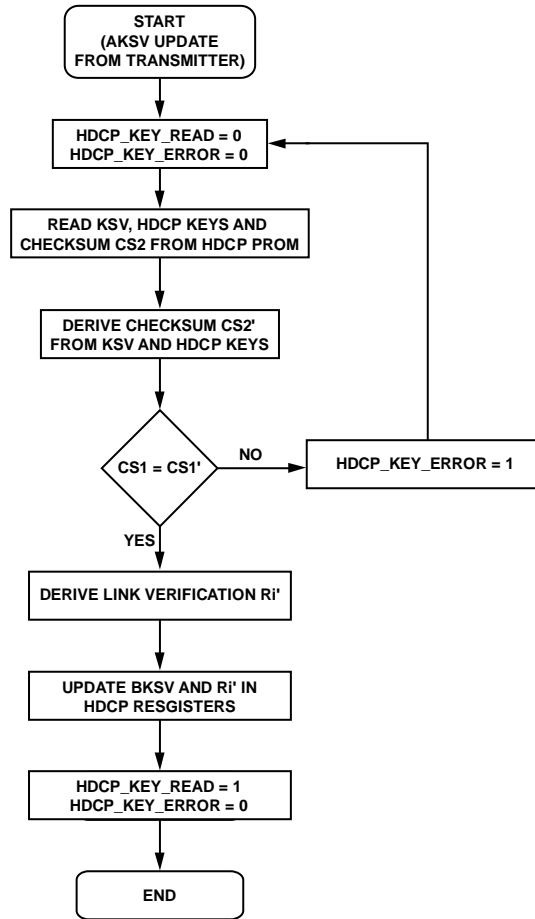 START
(AKSV UPDATE
FROM TRANSMITTER)
HDCP_KEY_READ = 0
HDCP_KEY_ERROR = 0
READ KSV, HDCP KEYS AND
CHECKSUM CS2 FROM HDCP PROM
DERIVE CHECKSUM CS2'
FROM KSV AND HDCP KEYS
CS1 = CS1'
NO
HDCP_KEY_ERROR = 1
YES
DERIVE LINK VERIFICATION Ri'
UPDATE BKSV AND Ri' IN
HDCP RESGISTERS
HDCP_KEY_READ = 1
HDCP_KEY_ERROR = 0
END